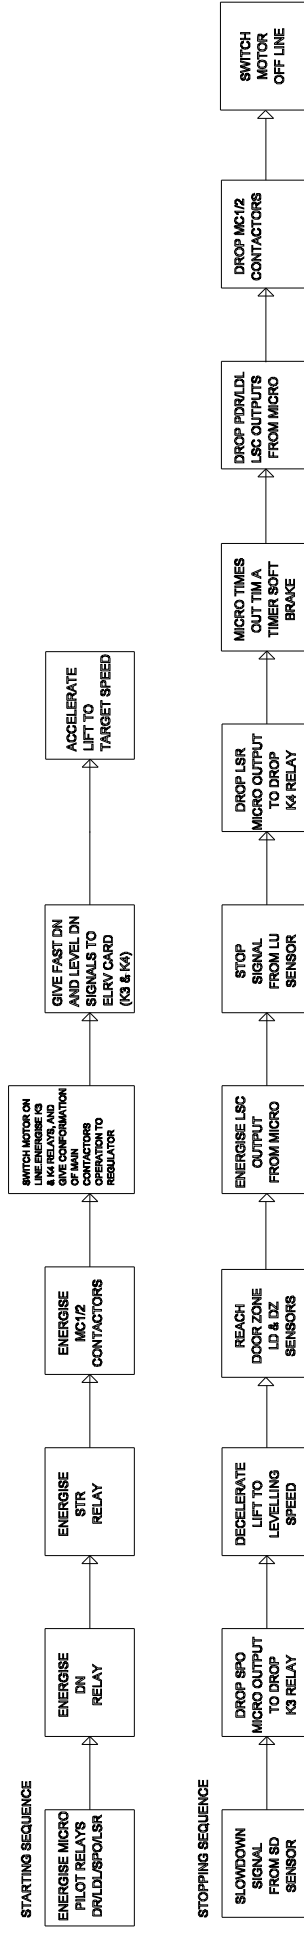 STARTING SEQUENCE
ENERGISE MICRO
PILOT RELAYS
DR/LDL/SPO/LSR
ENERGISE
DN
RELAY
ENERGISE
STR
RELAY
ENERGISE
MC1/2
CONTACTORS
SWITCH MOTOR ON
LINE.ENERGISE K3
& K4 RELAYS, AND
GIVE CONFORMATION
OF MAIN
CONTACTORS
OPERATION TO
REGULATOR
GIVE FAST DN
AND LEVEL DN
SIGNALS TO
ELRV CARD
(K3 & K4)
ACCELERATE
LIFT TO
TARGET SPEED
STOPPING SEQUENCE
SLOWDOWN
SIGNAL
FROM SD
SENSOR
DROP SPO
MICRO OUTPUT
TO DROP
K3 RELAY
DECELERATE
LIFT TO
LEVELLING
SPEED
REACH
DOOR ZONE
LD & DZ
SENSORS
ENERGISE LSC
OUTPUT
FROM MICRO
STOP
SIGNAL
FROM LU
SENSOR
DROP LSR
MICRO OUTPUT
TO DROP
K4 RELAY
MICRO TIMES
OUT TIM A
TIMER SOFT
BRAKE
DROP PDR/LDL
LSC OUTPUTS
FROM MICRO
DROP MC1/2
CONTACTORS
SWITCH
MOTOR
OFF LINE